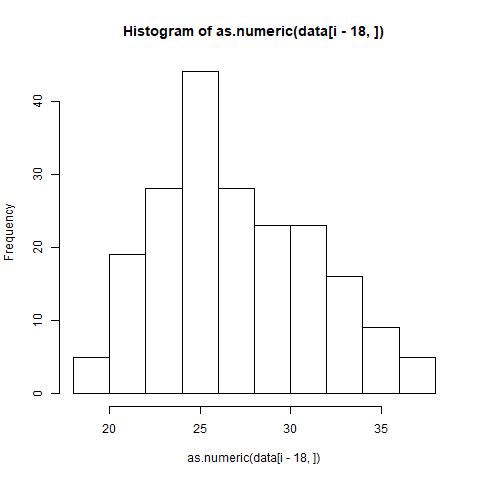 Histogram of as.numeric(data[i - 18, ])
Frequency
40
30
20
10
0
20 25 30 35
as.numeric(data[i - 18, ])